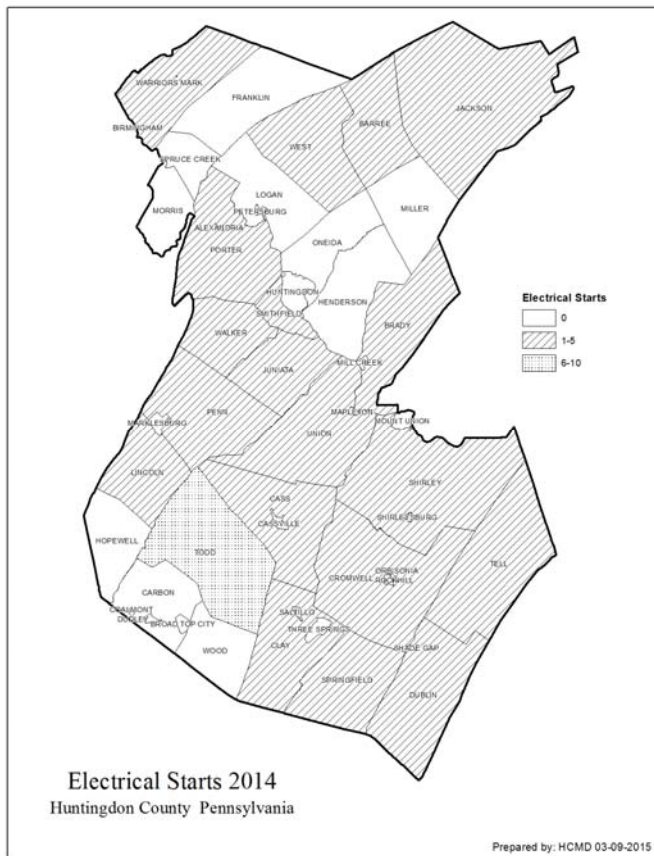 WARRIORS MARK
FRANKLIN
JACKSON
BARREE
BIRMINGHAM
WEST
SPRUCE CREEK
LOGAN
MORRIS
PETERSBURG
MILLER
ALEXANDRIA
ONEIDA
PORTER
HUNTINGDON
HENDERSON
SMITHFIELD
BRADY
WALKER
MILL CREEK
JUNIATA
PENN
MAPLETON
MARKLESBURG
MOUNT UNION
UNION
LINCOLN
SHIRLEY
CASS
SHIRLEYSBURG
CASSVILLE
HOPEWELL
TODD
TELL
CROMWELL
ORBISONIA
ROCKHILL
CARBON
COALMONT
DUDLEY
BROAD TOP CITY
SALTILLO
THREE SPRINGS
WOOD
CLAY
SHADE GAP
SPRINGFIELD
DUBLIN
Electrical Starts
0
1-5
6-10
Electrical Starts 2014
Huntingdon County Pennsylvania
Prepared by: HCMD 03-09-2015